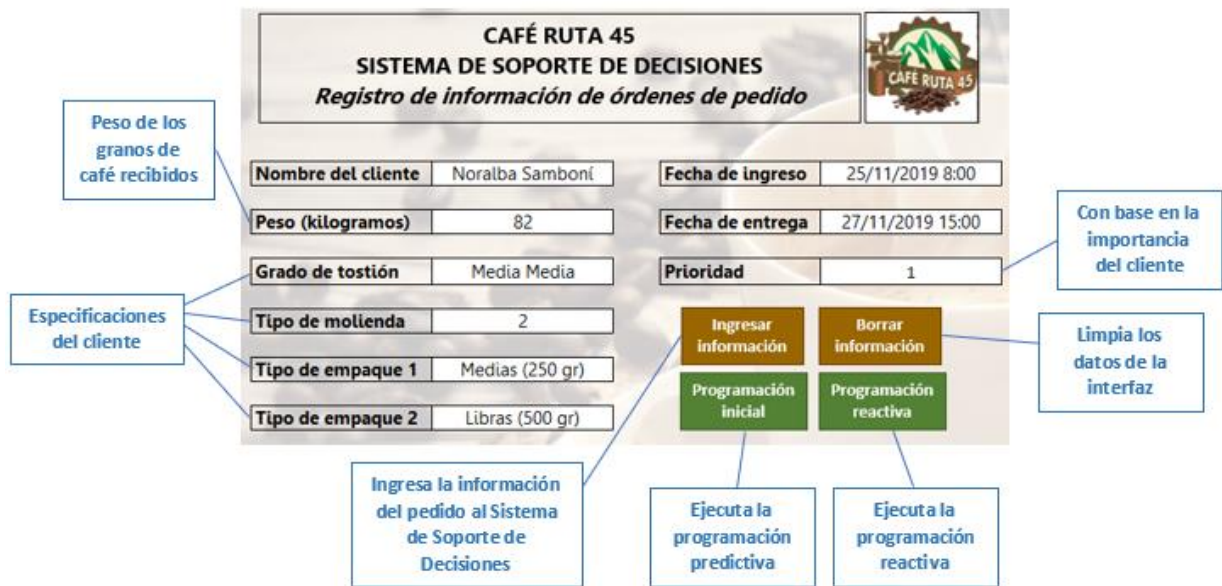 CAFÉ RUTA 45
SISTEMA DE SOPORTE DE DECISIONES
Registro de información de órdenes de pedido
CAFÉ RUTA 45
Peso de los
granos de
café recibidos
Nombre del cliente
Noralba Samboní
Fecha de ingreso
25/11/2019 8:00
Peso (kilogramos)
82
Fecha de entrega
27/11/2019 15:00
Con base en la
importancia
del cliente
Grado de tostión
Media Media
Prioridad
1
Especificaciones
del cliente
Tipo de molienda
2
Ingresar
información
Borrar
información
Limpia los
datos de la
interfaz
Tipo de empaque 1
Medias (250 gr)
Programación
inicial
Programación
reactiva
Tipo de empaque 2
Libras (500 gr)
Ingresa la información
del pedido al Sistema
de Soporte de
Decisiones
Ejecuta la
programación
predictiva
Ejecuta la
programación
reactiva